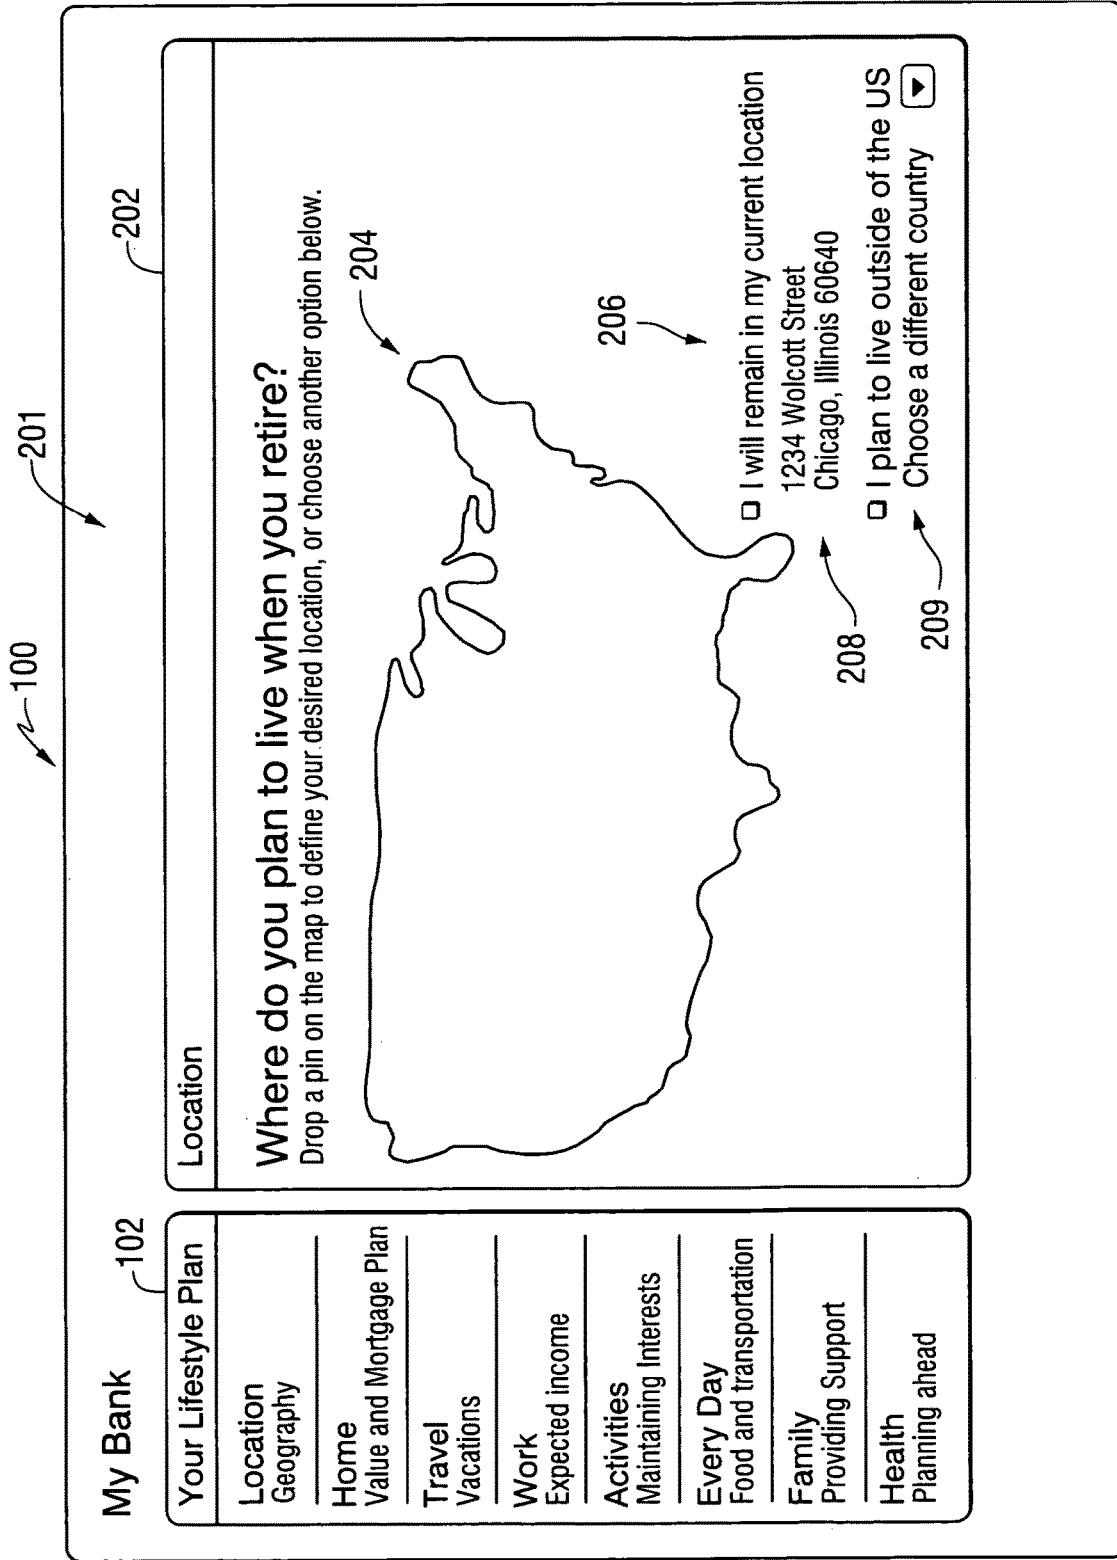 100
201
My Bank
102
Your Lifestyle Plan
Location
Geography
Home
Value and Mortgage Plan
Travel
Vacations
Work
Expected income
Activities
Maintaining Interests
Every Day
Food and transportation
Family
Providing Support
Health
Planning ahead
202
Location
Where do you plan to live when you retire?
Drop a pin on the map to define your desired location, or choose another option below.
204
206
I will remain in my current location
1234 Wolcott Street
Chicago, Illinois 60640
208
I plan to live outside of the US
Choose a different country
209